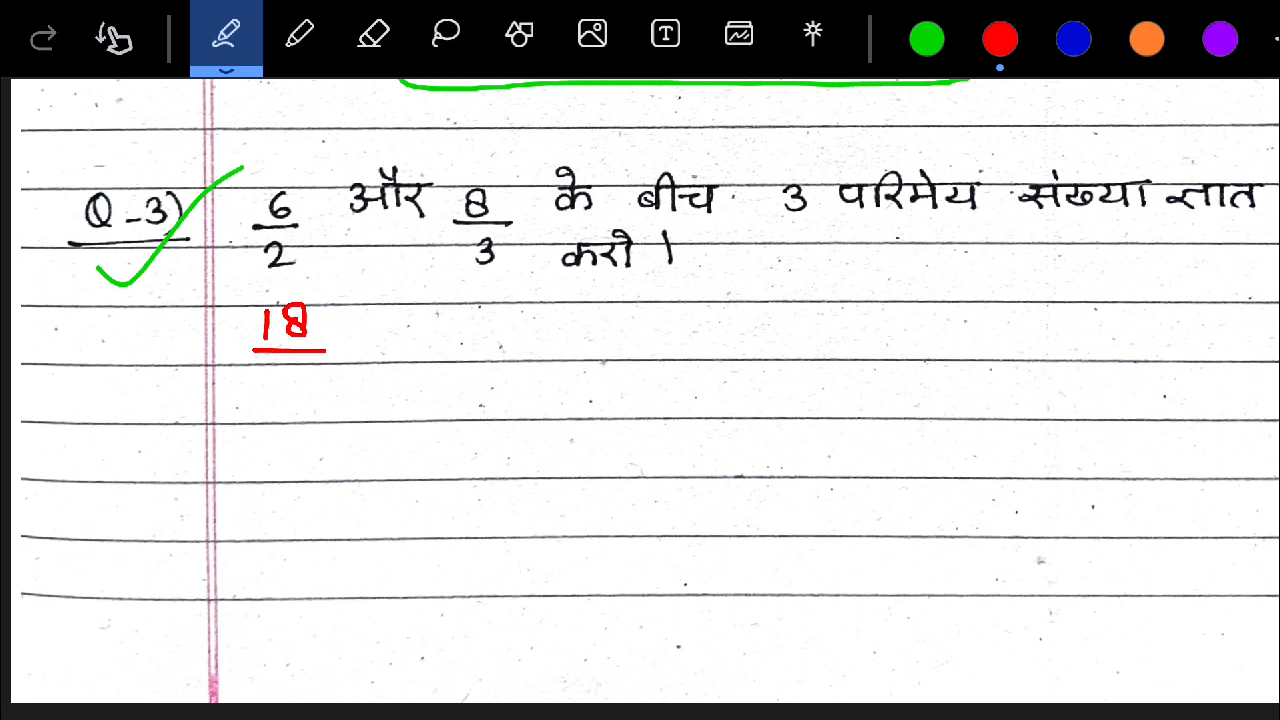 Q-3) 6/2 और 8/3 के बीच 3 परिमेय संख्या ज्ञात
करो ।
18